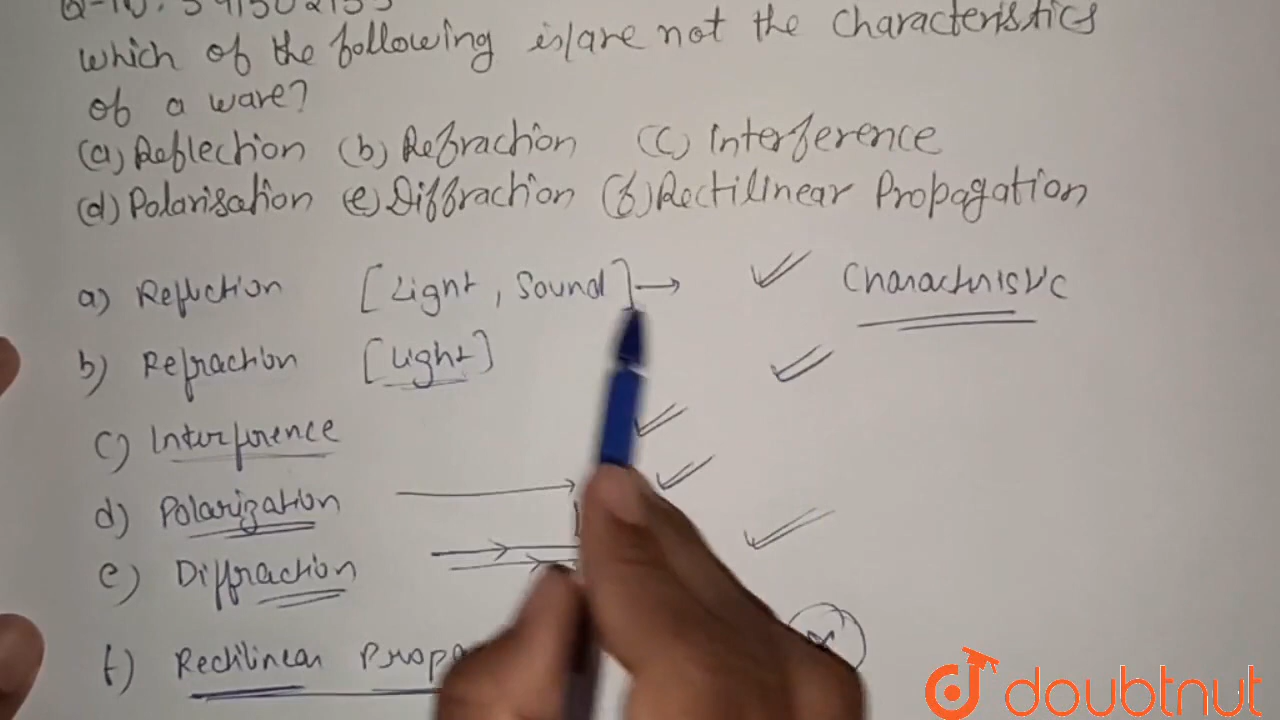 which of the following is/are not the characteristics
of a wave?
(a) Reflection (b) Refraction (c) Interference
(d) Polarisation (e) Diffraction (f) Rectilinear Propagation
a) Reflection [Light, Sound] → Characteristic
b) Refraction [Light]
c) Interference
d) Polarization
e) Diffraction
f) Rectilinear
doubtnut